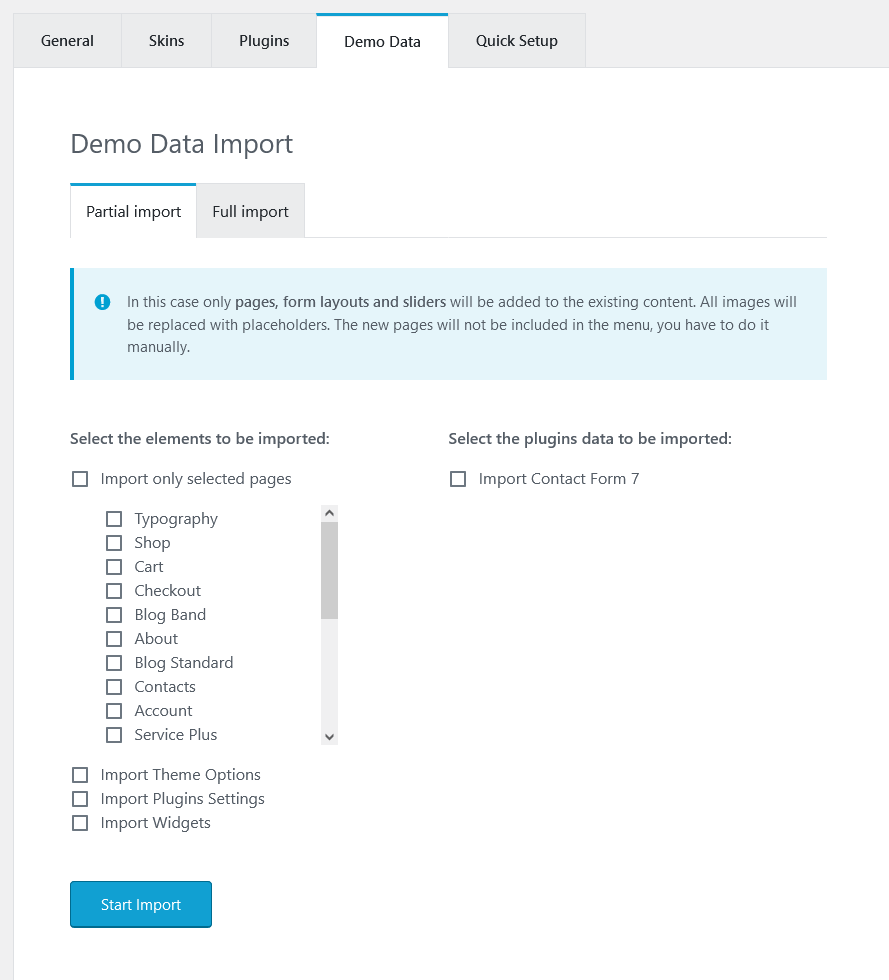 General
Skins
Plugins
Demo Data
Quick Setup
Demo Data Import
Partial import
Full import
In this case only pages, form layouts and sliders will be added to the existing content. All images will
be replaced with placeholders. The new pages will not be included in the menu, you have to do it
manually.
Select the elements to be imported:
Import only selected pages
Typography
Shop
Cart
Checkout
Blog Band
About
Blog Standard
Contacts
Account
Service Plus
Import Theme Options
Import Plugins Settings
Import Widgets
Select the plugins data to be imported:
Import Contact Form 7
Start Import